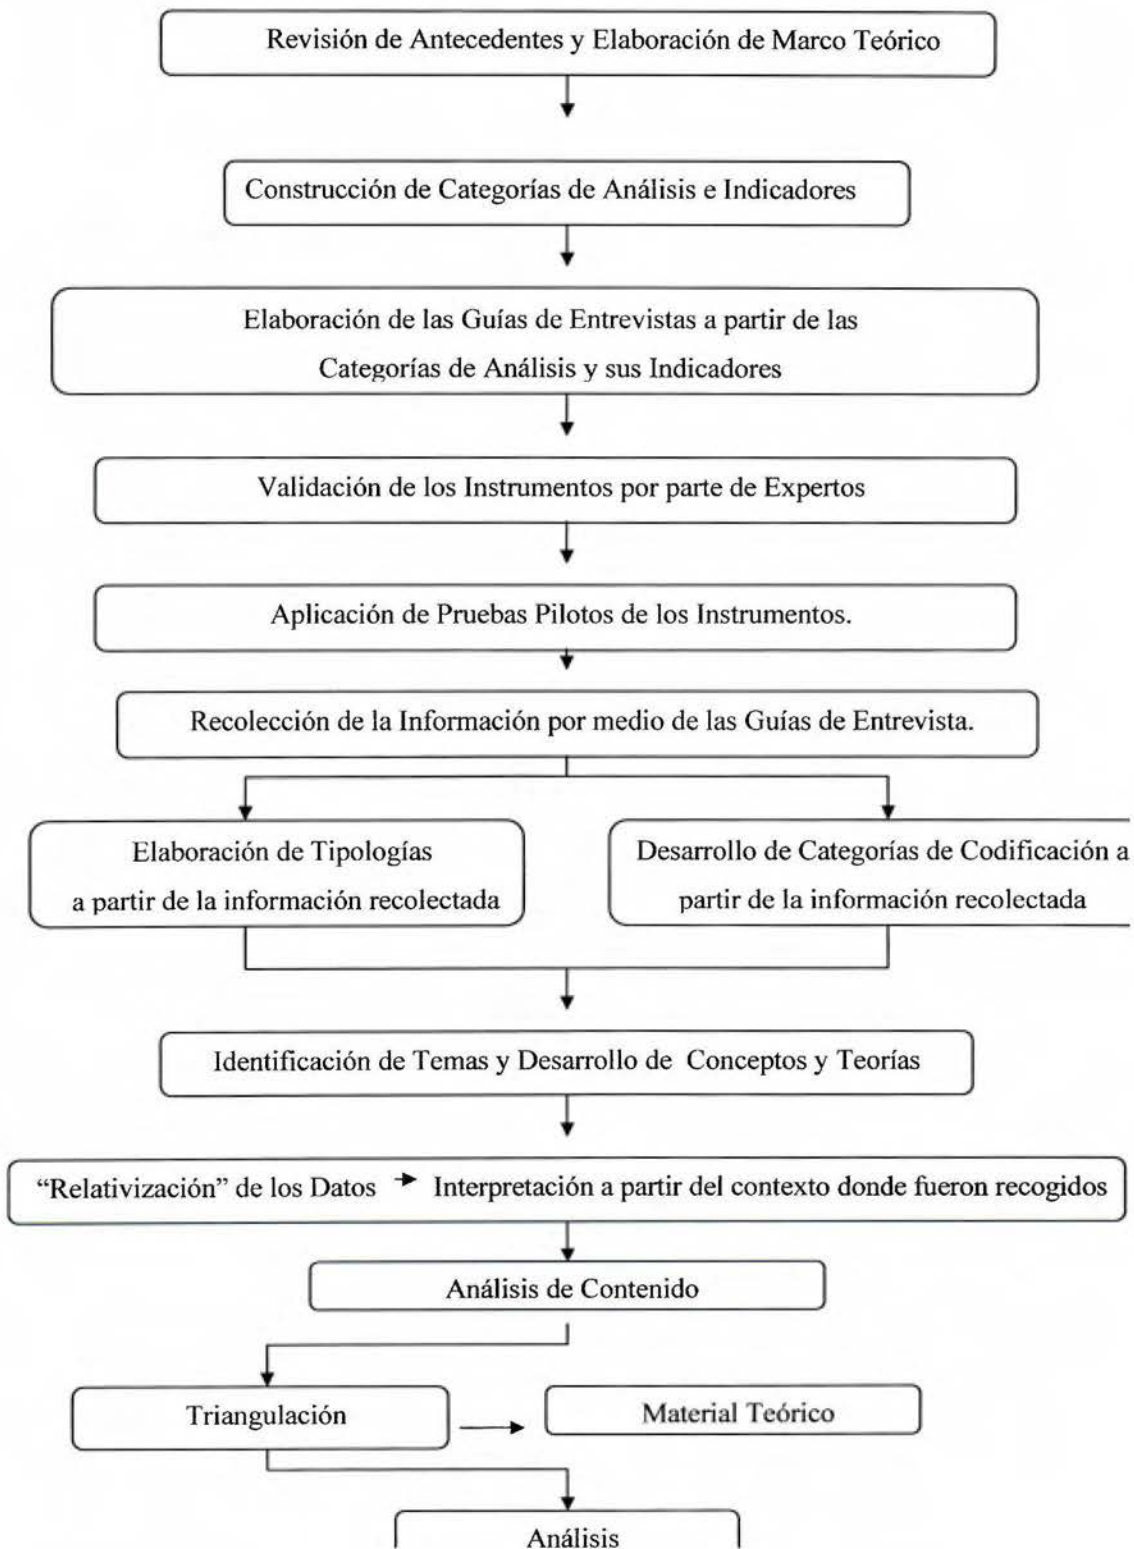 Revisión de Antecedentes y Elaboración de Marco Teórico
Construcción de Categorías de Análisis e Indicadores
Elaboración de las Guías de Entrevistas a partir de las
Categorías de Análisis y sus Indicadores
Validación de los Instrumentos por parte de Expertos
Aplicación de Pruebas Pilotos de los Instrumentos.
Recolección de la Información por medio de las Guías de Entrevista.
Elaboración de Tipologías
a partir de la información recolectada
Desarrollo de Categorías de Codificación a
partir de la información recolectada
Identificación de Temas y Desarrollo de Conceptos y Teorías
“Relativización” de los Datos → Interpretación a partir del contexto donde fueron recogidos
Análisis de Contenido
Triangulación
Material Teórico
Análisis